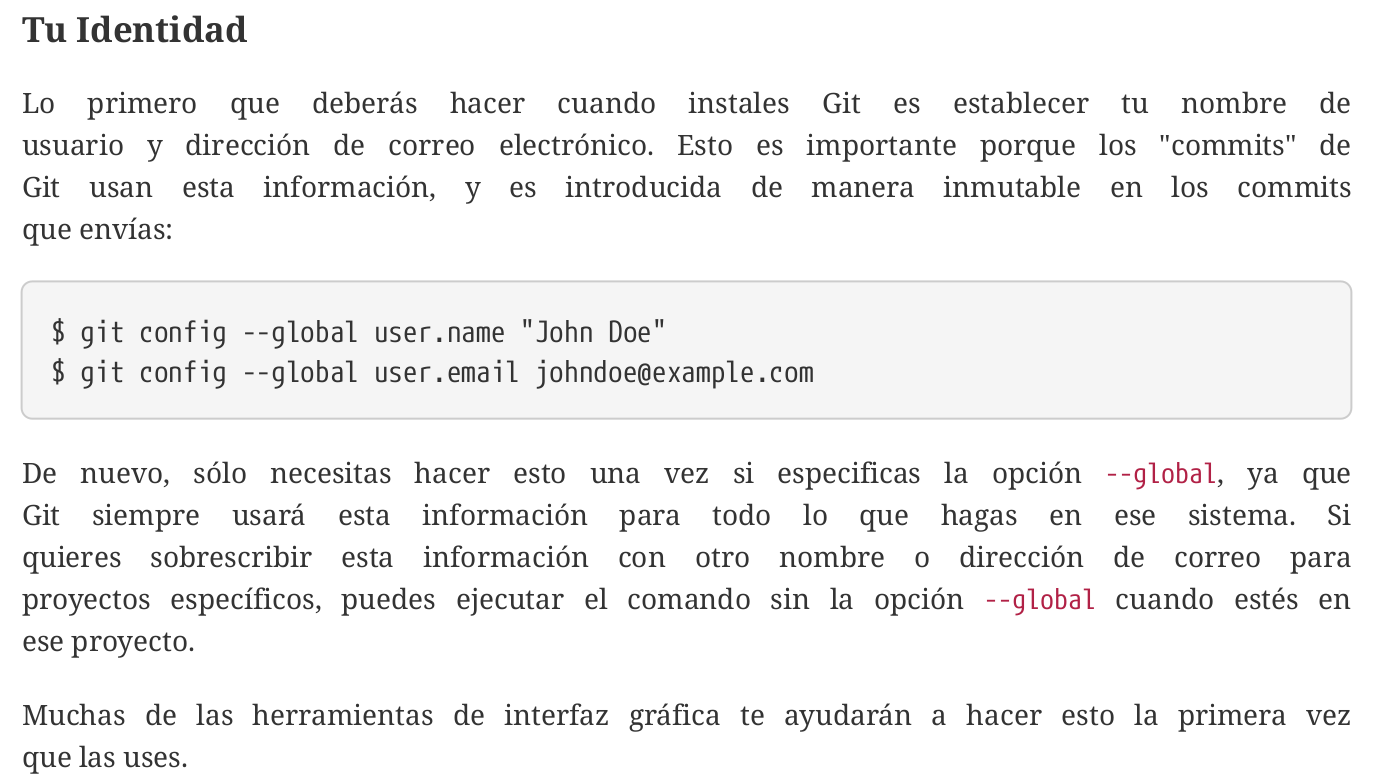 Tu Identidad
Lo primero que deberás hacer cuando instales Git es establecer tu nombre de
usuario y dirección de correo electrónico. Esto es importante porque los "commits" de
Git usan esta información, y es introducida de manera inmutable en los commits
que envías:
$ git config --global user.name "John Doe"
$ git config --global user.email johndoe@example.com
De nuevo, sólo necesitas hacer esto una vez si especificas la opción --global, ya que
Git siempre usará esta información para todo lo que hagas en ese sistema. Si
quieres sobrescribir esta información con otro nombre o dirección de correo para
proyectos específicos, puedes ejecutar el comando sin la opción --global cuando estés en
ese proyecto.
Muchas de las herramientas de interfaz gráfica te ayudarán a hacer esto la primera vez
que las uses.